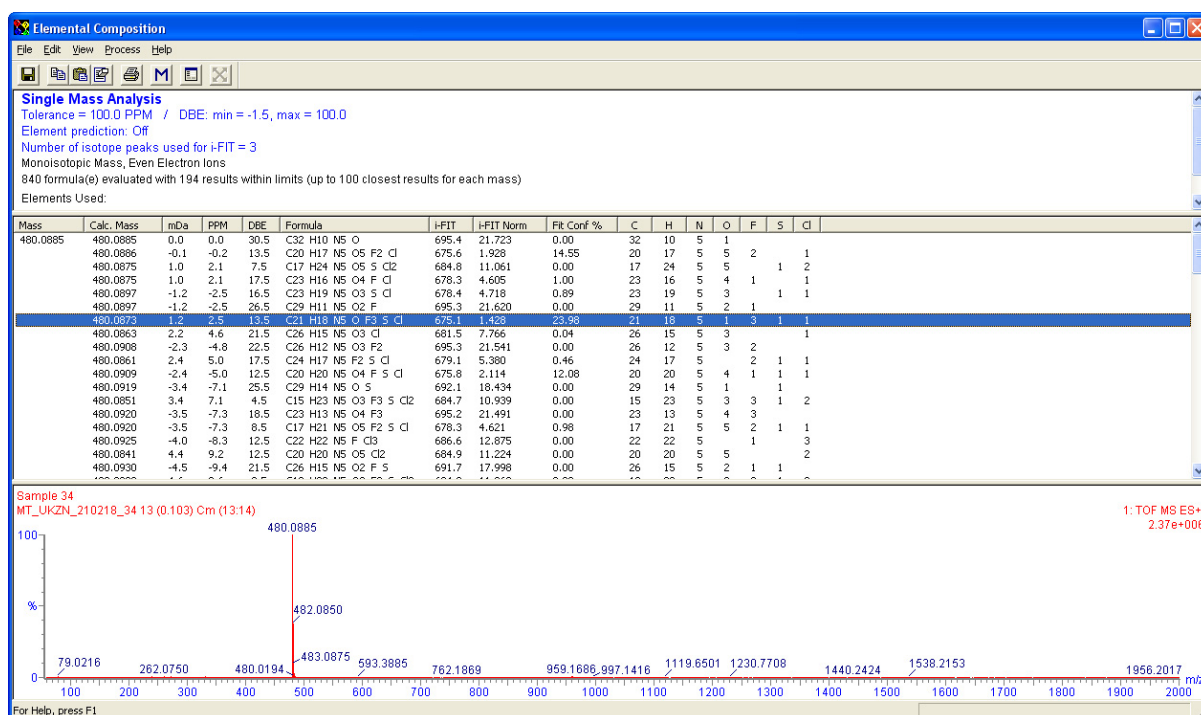 Elemental Composition
File Edit View Process Help
M
Single Mass Analysis
Tolerance = 100.0 PPM / DBE: min = -1.5, max = 100.0
Element prediction: Off
Number of isotope peaks used for i-FIT = 3
Monoisotopic Mass, Even Electron Ions
840 formula(e) evaluated with 194 results within limits (up to 100 closest results for each mass)
Elements Used:
Mass Calc. Mass mDa PPM DBE Formula i-FIT i-FIT Norm Fit Conf % C H N O F S Cl
480.0885 480.0885 0.0 0.0 30.5 C32 H10 N5 O 695.4 21.723 0.00 32 10 5 1
480.0886 -0.1 -0.2 13.5 C20 H17 N5 O5 F2 Cl 675.6 1.928 14.55 20 17 5 5 2 1
480.0875 1.0 2.1 7.5 C17 H24 N5 O5 S Cl2 684.8 11.061 0.00 17 24 5 5 1 2
480.0875 1.0 2.1 17.5 C23 H16 N5 O4 F Cl 678.3 4.605 1.00 23 16 5 4 1 1
480.0897 -1.2 -2.5 16.5 C23 H19 N5 O3 S Cl 678.4 4.718 0.89 23 19 5 3 1 1
480.0897 -1.2 -2.5 26.5 C29 H11 N5 O2 F 695.3 21.620 0.00 29 11 5 2 1
480.0873 1.2 2.5 13.5 C21 H18 N5 O F3 S Cl 675.1 1.428 23.98 21 18 5 1 3 1 1
480.0863 2.2 4.6 21.5 C26 H15 N5 O3 Cl 681.5 7.766 0.04 26 15 5 3 1
480.0908 -2.3 -4.8 22.5 C26 H12 N5 O3 F2 695.3 21.541 0.00 26 12 5 3 2
480.0861 2.4 5.0 17.5 C24 H17 N5 F2 S Cl 679.1 5.380 0.46 24 17 5 2 1 1
480.0909 -2.4 -5.0 12.5 C20 H20 N5 O4 F S Cl 675.8 2.114 12.08 20 20 5 4 1 1 1
480.0919 -3.4 -7.1 25.5 C29 H14 N5 O S 692.1 18.434 0.00 29 14 5 1 1
480.0851 3.4 7.1 4.5 C15 H23 N5 O3 F3 S Cl2 684.7 10.939 0.00 15 23 5 3 3 1 2
480.0920 -3.5 -7.3 18.5 C23 H13 N5 O4 F3 695.2 21.491 0.00 23 13 5 4 3
480.0920 -3.5 -7.3 8.5 C17 H21 N5 O5 F2 S Cl 678.3 4.621 0.98 17 21 5 5 2 1 1
480.0925 -4.0 -8.3 12.5 C22 H22 N5 F Cl3 686.6 12.875 0.00 22 22 5 1 3
480.0841 4.4 9.2 12.5 C20 H20 N5 O5 Cl2 684.9 11.224 0.00 20 20 5 5 2
480.0930 -4.5 -9.4 21.5 C26 H15 N5 O2 F S 691.7 17.998 0.00 26 15 5 2 1 1
Sample 34
MT_UKZN_210218_34 13 (0.103) Cm (13:14)
1: TOF MS ES+
2.37e+006
480.0885
100
%
482.0850
483.0875
79.0216 262.0750 480.0194 593.3885 762.1869 959.1686 997.1416 1119.6501 1230.7708 1440.2424 1538.2153 1956.2017
0
m/z
100 200 300 400 500 600 700 800 900 1000 1100 1200 1300 1400 1500 1600 1700 1800 1900 2000
For Help, press F1